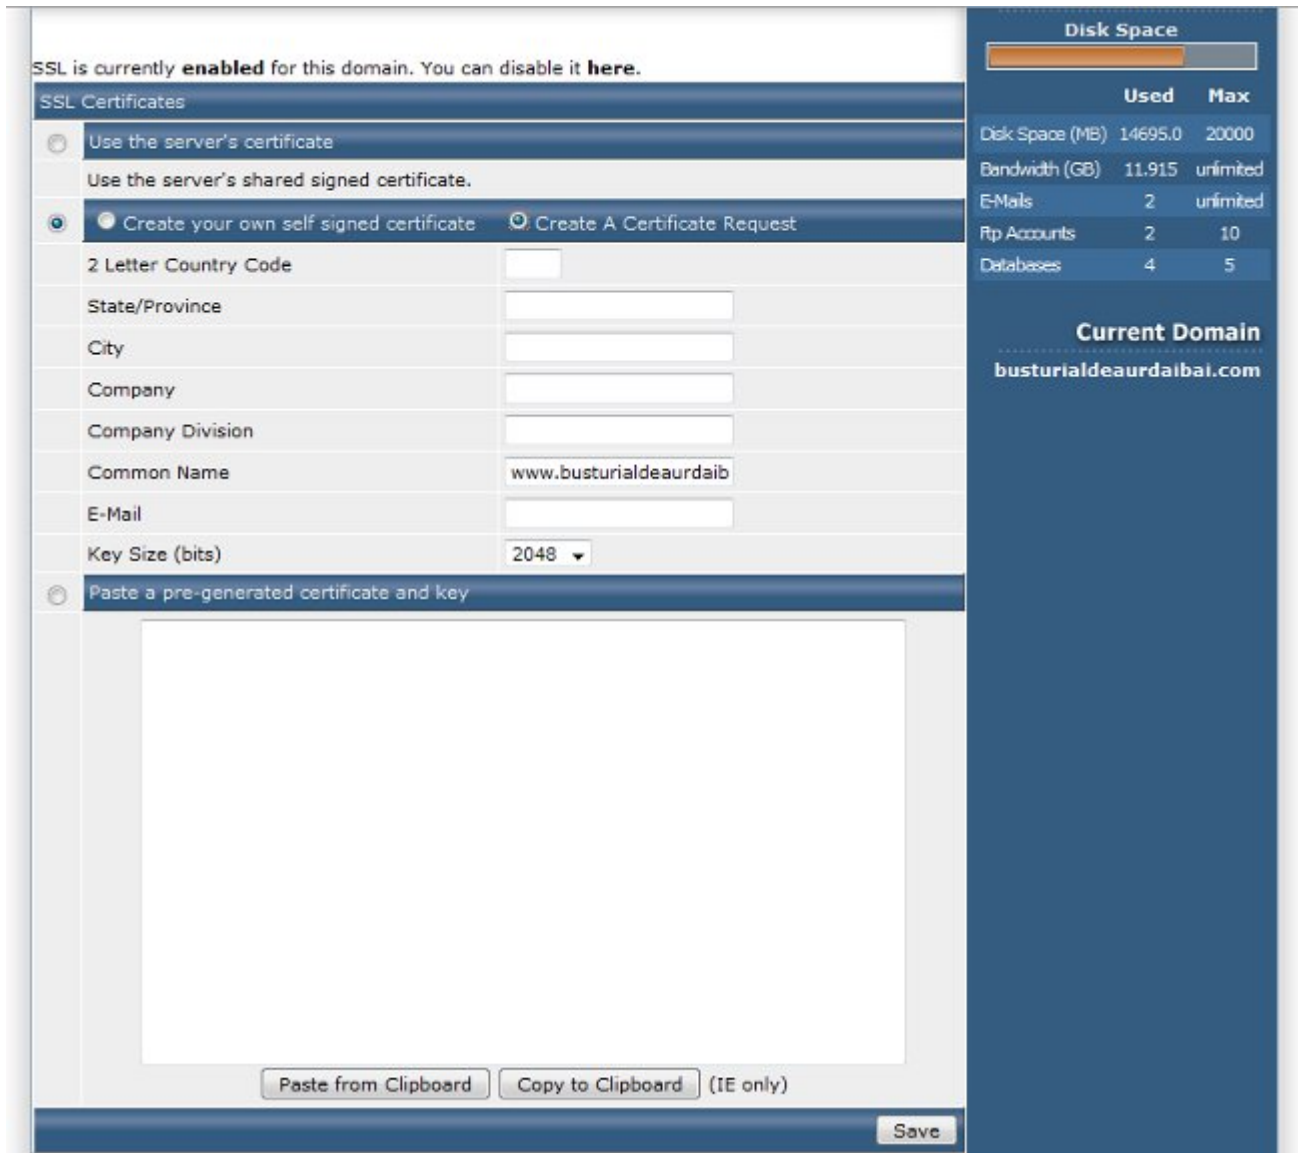 SSL is currently enabled for this domain. You can disable it here.
SSL Certificates
Use the server's certificate
Use the server's shared signed certificate.
Create your own self signed certificate Create A Certificate Request
2 Letter Country Code
State/Province
City
Company
Company Division
Common Name www.busturialdeaurdaib
E-Mail
Key Size (bits) 2048
Paste a pre-generated certificate and key
Paste from Clipboard Copy to Clipboard (IE only)
Save
Disk Space
Used Max
Disk Space (MB) 14695.0 20000
Bandwidth (GB) 11.915 unlimited
E-Mails 2 unlimited
Ftp Accounts 2 10
Databases 4 5
Current Domain
busturialdeaurdaibai.com